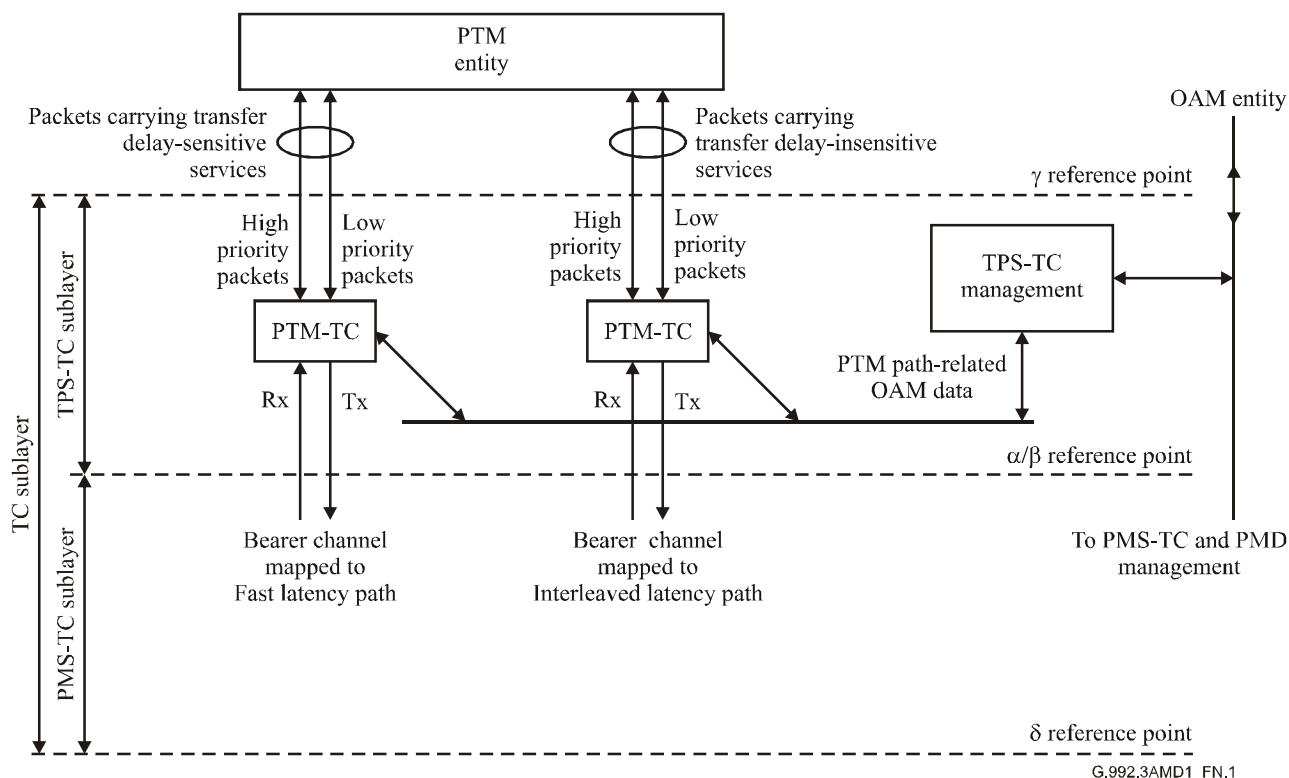 PTM
entity
OAM entity
Packets carrying transfer
delay-sensitive
services
Packets carrying
transfer delay-insensitive
services
γ reference point
High
priority
packets
Low
priority
packets
High
priority
packets
Low
priority
packets
TPS-TC
management
PTM-TC
PTM-TC
PTM path-related
OAM data
Rx
Tx
Rx
Tx
TC sublayer
TPS-TC sublayer
PMS-TC sublayer
α/β reference point
Bearer channel
mapped to
Fast latency path
Bearer channel
mapped to
Interleaved latency path
To PMS-TC and PMD
management
δ reference point
G.992.3AMD1_FN.1